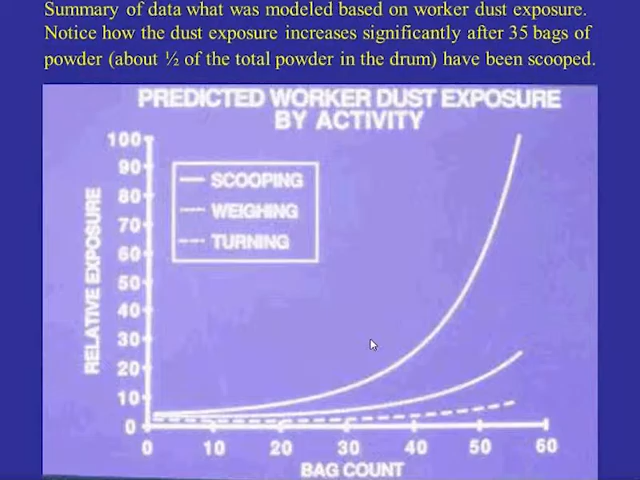 Summary of data what was modeled based on worker dust exposure.
Notice how the dust exposure increases significantly after 35 bags of
powder (about ½ of the total powder in the drum) have been scooped.
PREDICTED WORKER DUST EXPOSURE
BY ACTIVITY
100
90
80
70
60
50
40
30
20
10
0
RELATIVE EXPOSURE
SCOOPING
WEIGHING
TURNING
0 10 20 30 40 50 60
BAG COUNT